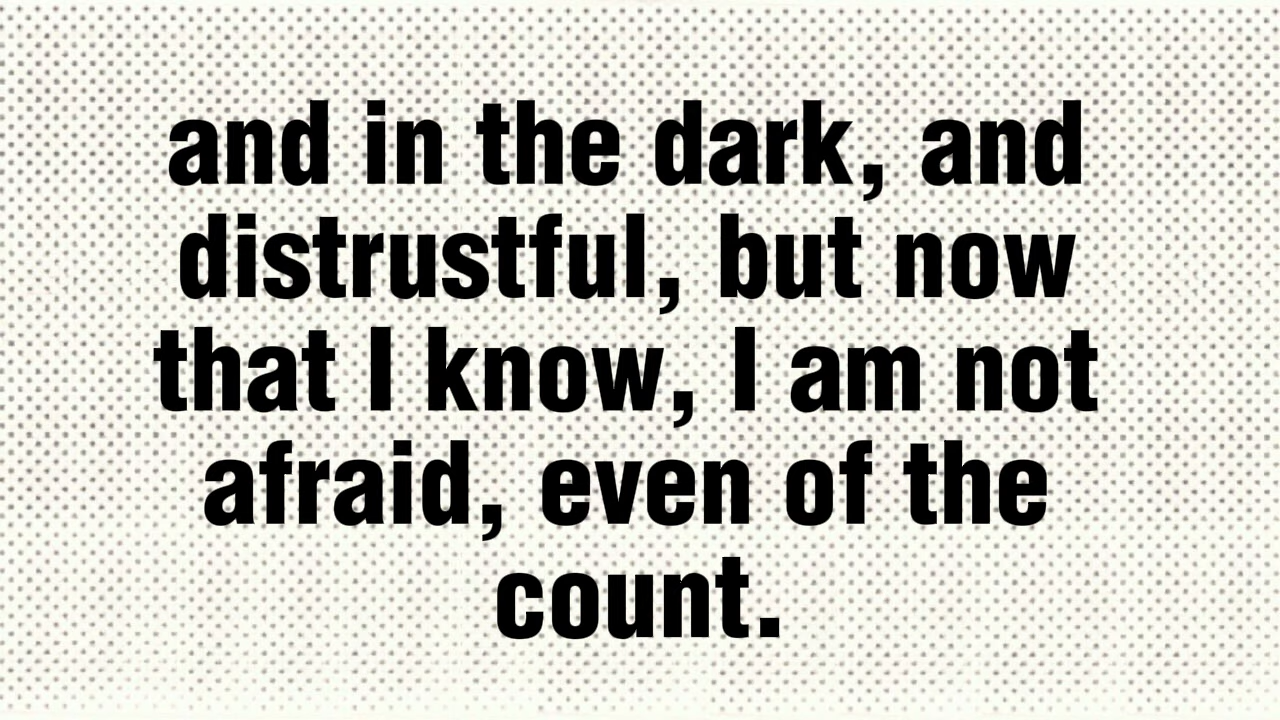 and in the dark, and
distrustful, but now
that I know, I am not
afraid, even of the
count.